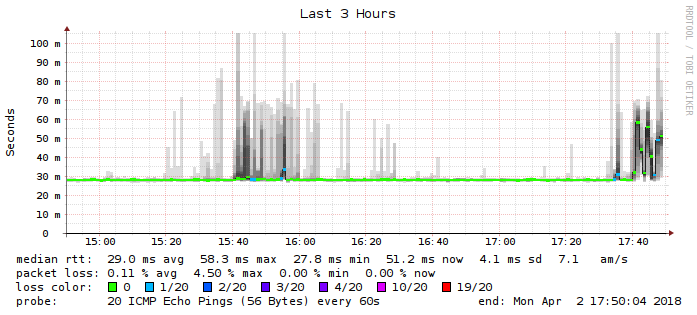 Last 3 Hours
RRDTOOL / TOBI OETIKER
Seconds
100 m
90 m
80 m
70 m
60 m
50 m
40 m
30 m
20 m
10 m
0
15:00 15:20 15:40 16:00 16:20 16:40 17:00 17:20 17:40
median rtt: 29.0 ms avg 58.3 ms max 27.8 ms min 51.2 ms now 4.1 ms sd 7.1 am/s
packet loss: 0.11 % avg 4.50 % max 0.00 % min 0.00 % now
loss color: 0 1/20 2/20 3/20 4/20 10/20 19/20
probe: 20 ICMP Echo Pings (56 Bytes) every 60s end: Mon Apr 2 17:50:04 2018